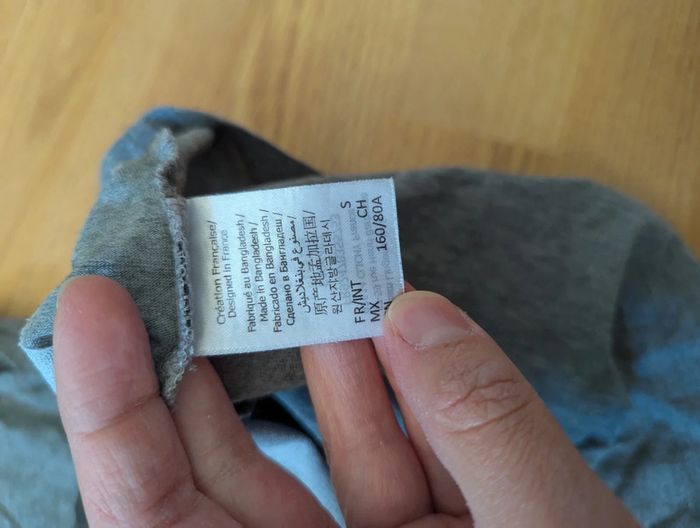 Création Française/
Designed in France
Fabriqué au Bangladesh/
Made in Bangladesh/
Fabricado en Bangladesh/
Сделано в Бангладеш/
مصنوع في بنغلاديش/
原产地孟加拉国/
원산지방글라데시
FR/INT S
MX CH
160/80A